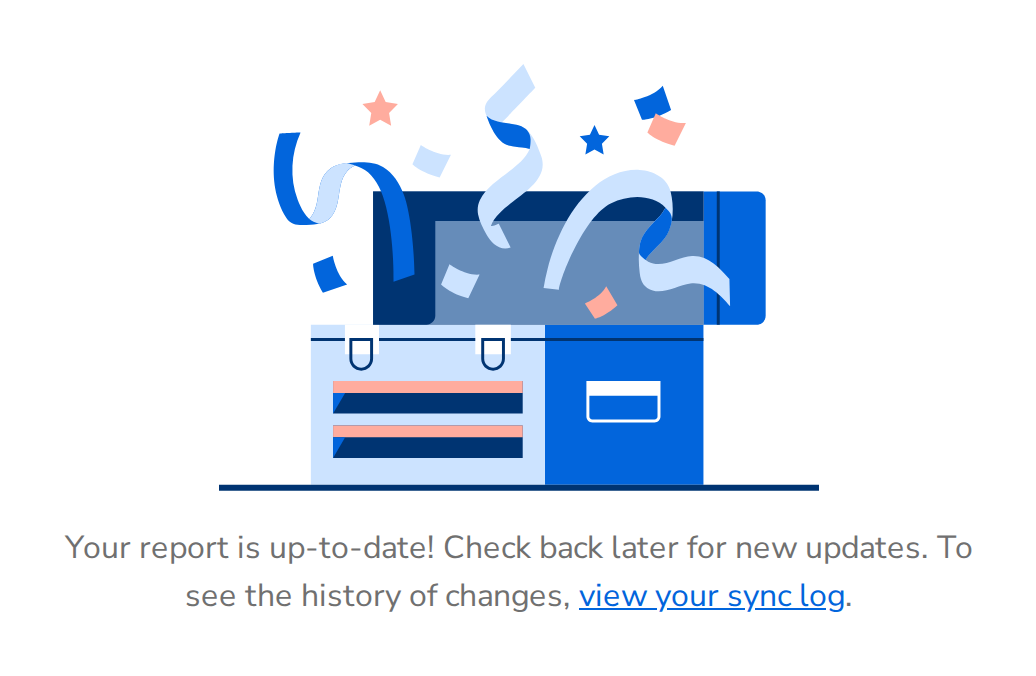 Your report is up-to-date! Check back later for new updates. To
see the history of changes, view your sync log.